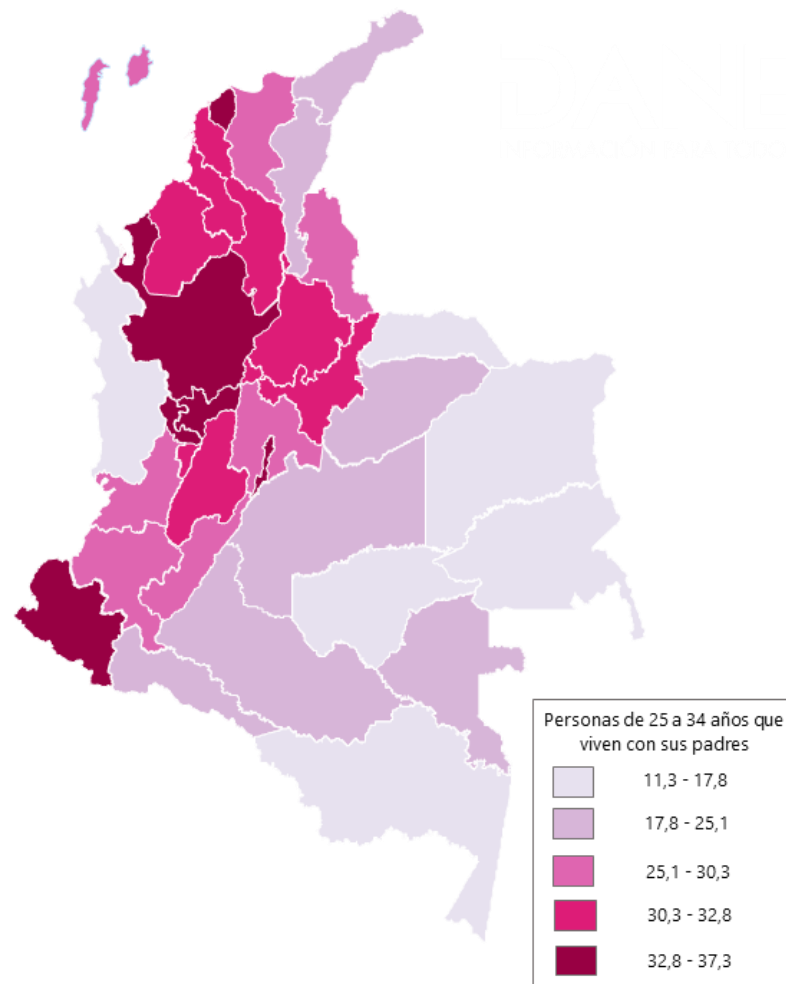 Personas de 25 a 34 años que
viven con sus padres
11,3 - 17,8
17,8 - 25,1
25,1 - 30,3
30,3 - 32,8
32,8 - 37,3